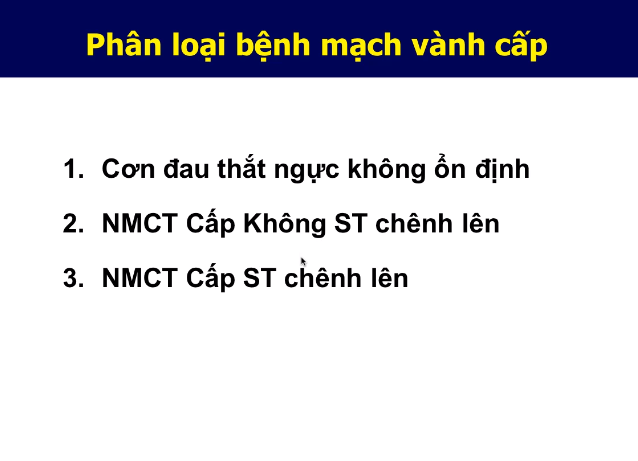 Phân loại bệnh mạch vành cấp
1. Cơn đau thắt ngực không ổn định
2. NMCT Cấp Không ST chênh lên
3. NMCT Cấp ST chênh lên